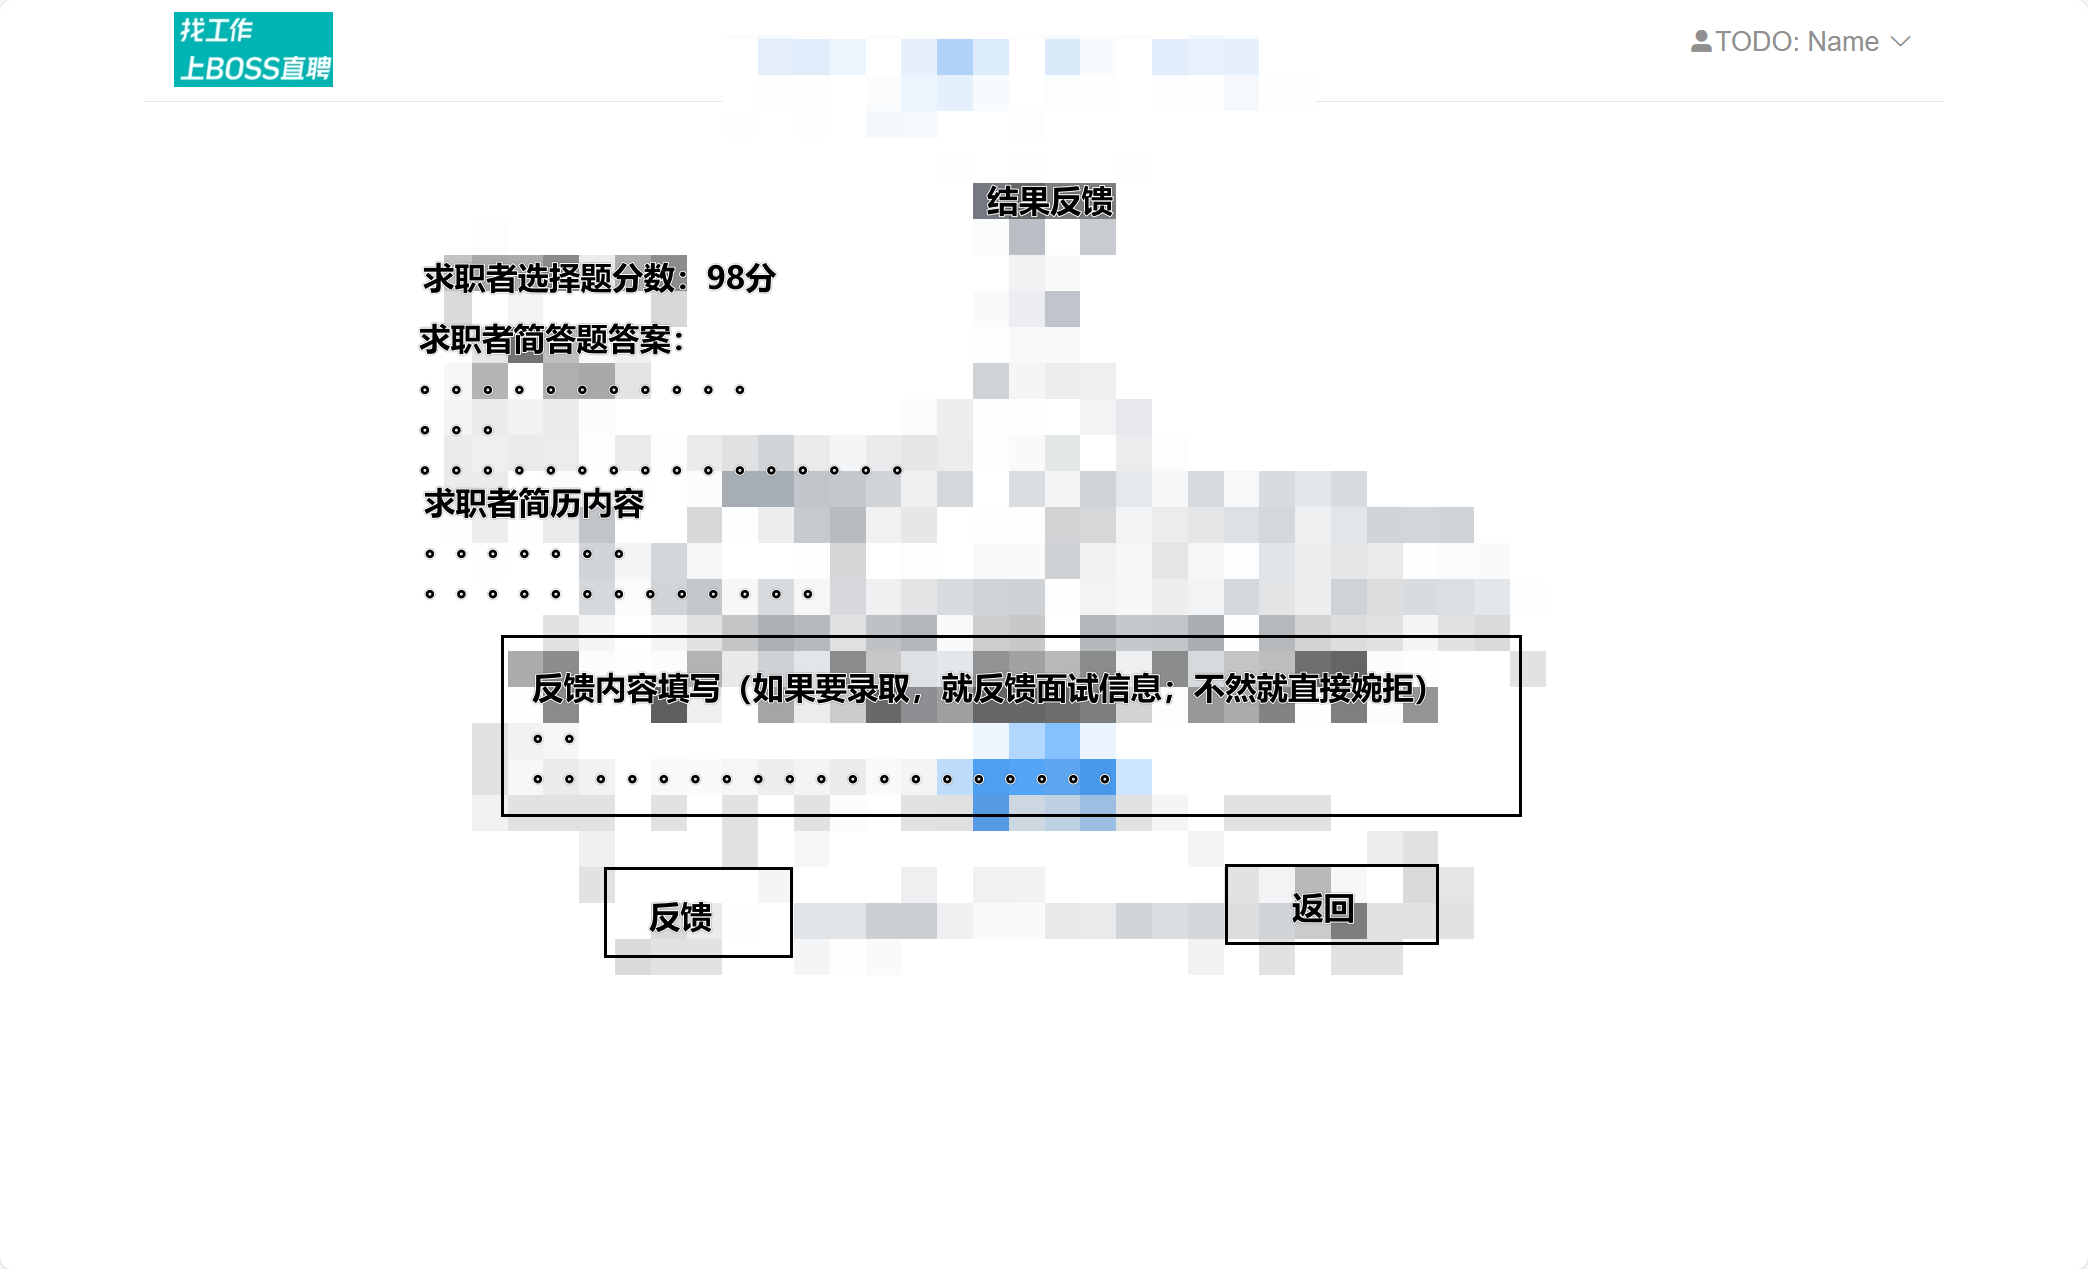 找工作
上BOSS直聘
TODO: Name
结果反馈
求职者选择题分数：98分
求职者简答题答案：
。。。。。。。。。。。
。。。
。。。。。。。。。。。。。。。。
求职者简历内容
。。。。。。。
。。。。。。。。。。。。。
反馈内容填写（如果要录取，就反馈面试信息；不然就直接婉拒）
。。
。。。。。。。。。。。。。。。。。。。
反馈
返回